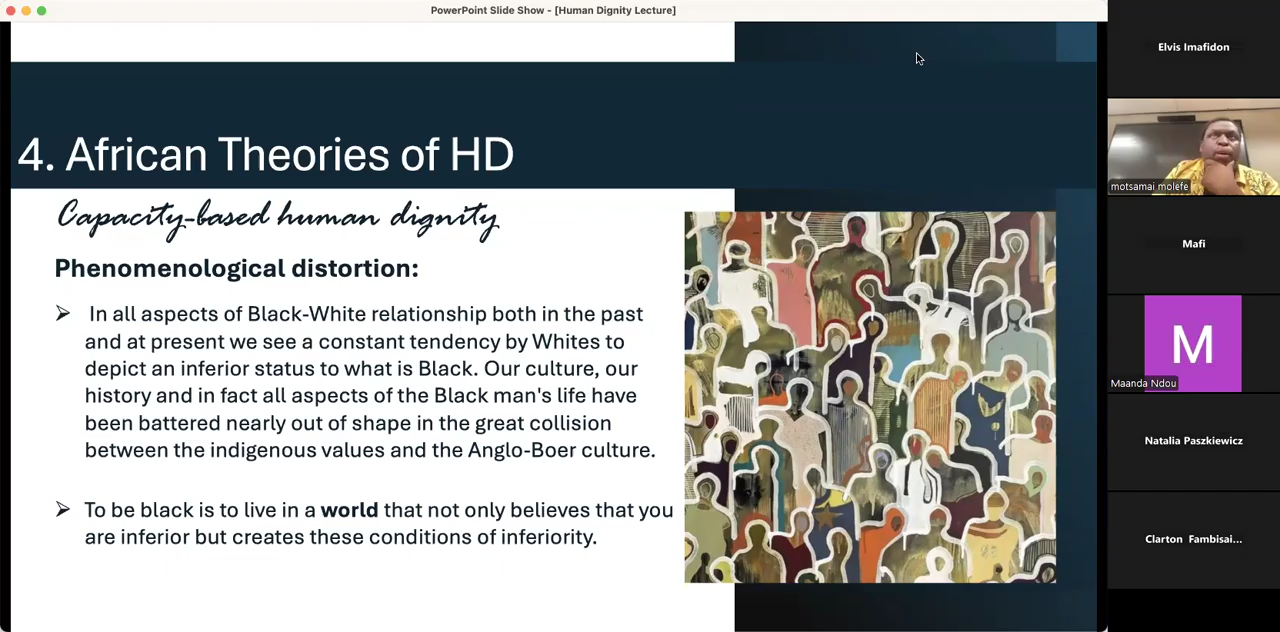 PowerPoint Slide Show - [Human Dignity Lecture]
4. African Theories of HD
Capacity-based human dignity
Phenomenological distortion:
➢ In all aspects of Black-White relationship both in the past
and at present we see a constant tendency by Whites to
depict an inferior status to what is Black. Our culture, our
history and in fact all aspects of the Black man's life have
been battered nearly out of shape in the great collision
between the indigenous values and the Anglo-Boer culture.
➢ To be black is to live in a world that not only believes that you
are inferior but creates these conditions of inferiority.
Elvis Imafidon
motsamai molefe
Mafi
M
Maanda Ndou
Natalia Paszkiewicz
Clarton Fambisai...